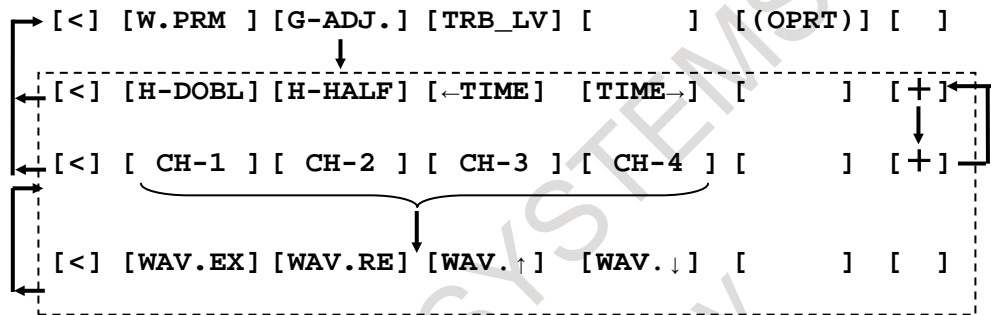 [<] [W.PRM ] [G-ADJ.] [TRB_LV] [ ] [(OPRT)] [ ]
[<] [H-DOBL] [H-HALF] [←TIME] [TIME→] [ ] [+]
[<] [ CH-1 ] [ CH-2 ] [ CH-3 ] [ CH-4 ] [ ] [+]
[<] [WAV.EX] [WAV.RE] [WAV.↑] [WAV.↓] [ ] [ ]
SYSTEMS